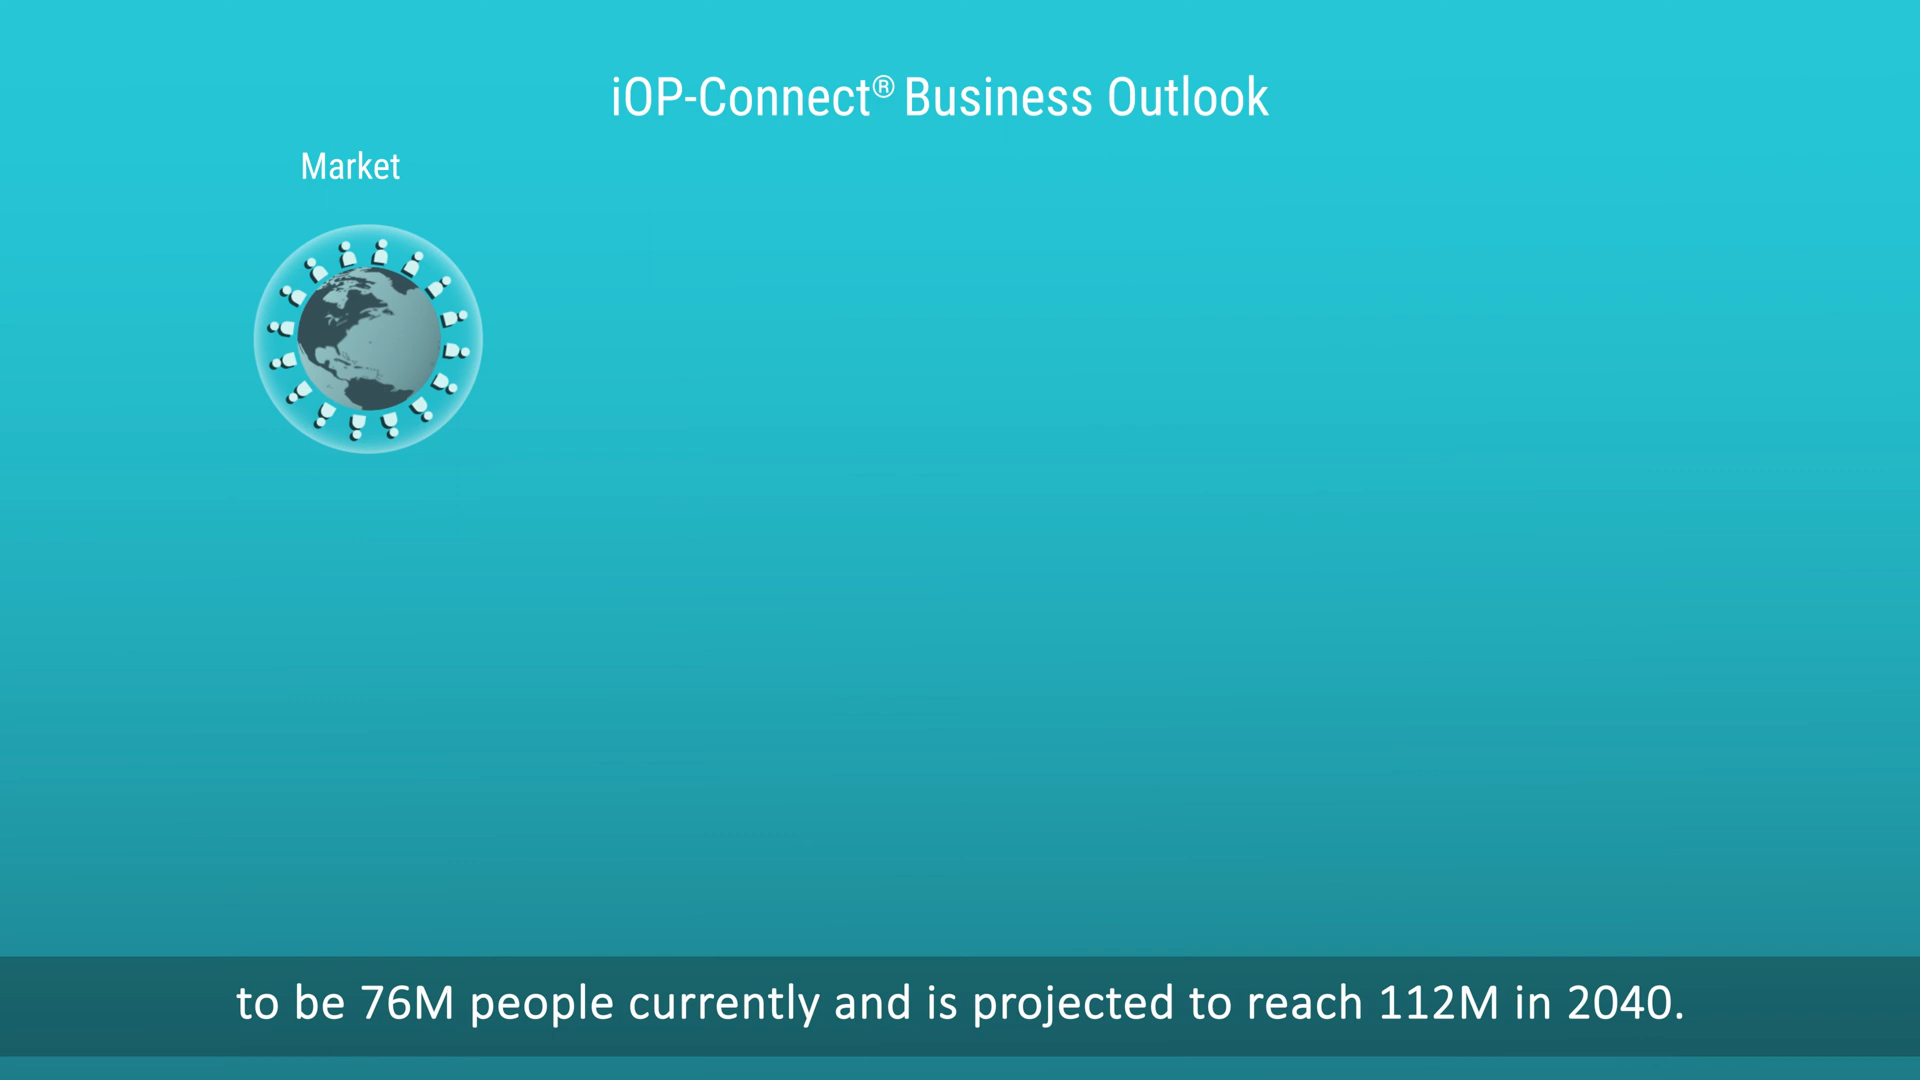 iOP-Connect® Business Outlook
Market
to be 76M people currently and is projected to reach 112M in 2040.